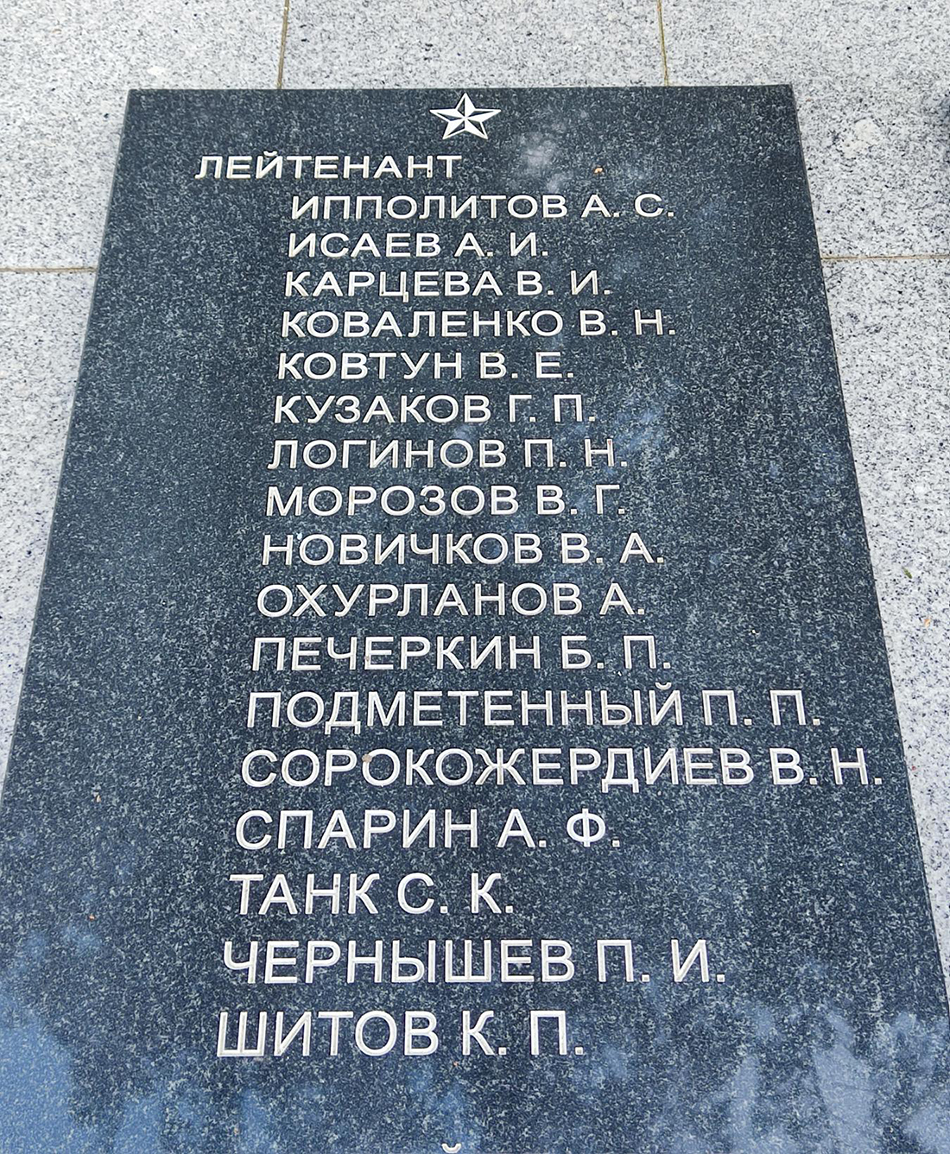 ЛЕЙТЕНАНТ
ИППОЛИТОВ А. С.
ИСАЕВ А. И.
КАРЦЕВА В. И.
КОВАЛЕНКО В. Н.
КОВТУН В. Е.
КУЗАКОВ Г. П.
ЛОГИНОВ П. Н.
МОРОЗОВ В. Г.
НОВИЧКОВ В. А.
ОХУРЛАНОВ А.
ПЕЧЕРКИН Б. П.
ПОДМЕТЕННЫЙ П. П.
СОРОКОЖЕРДИЕВ В. Н.
СПАРИН А. Ф.
ТАНК С. К.
ЧЕРНЫШЕВ П. И.
ШИТОВ К. П.